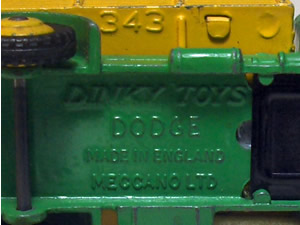 343
DINKY TOYS
DODGE
MADE IN ENGLAND
MECCANO LTD